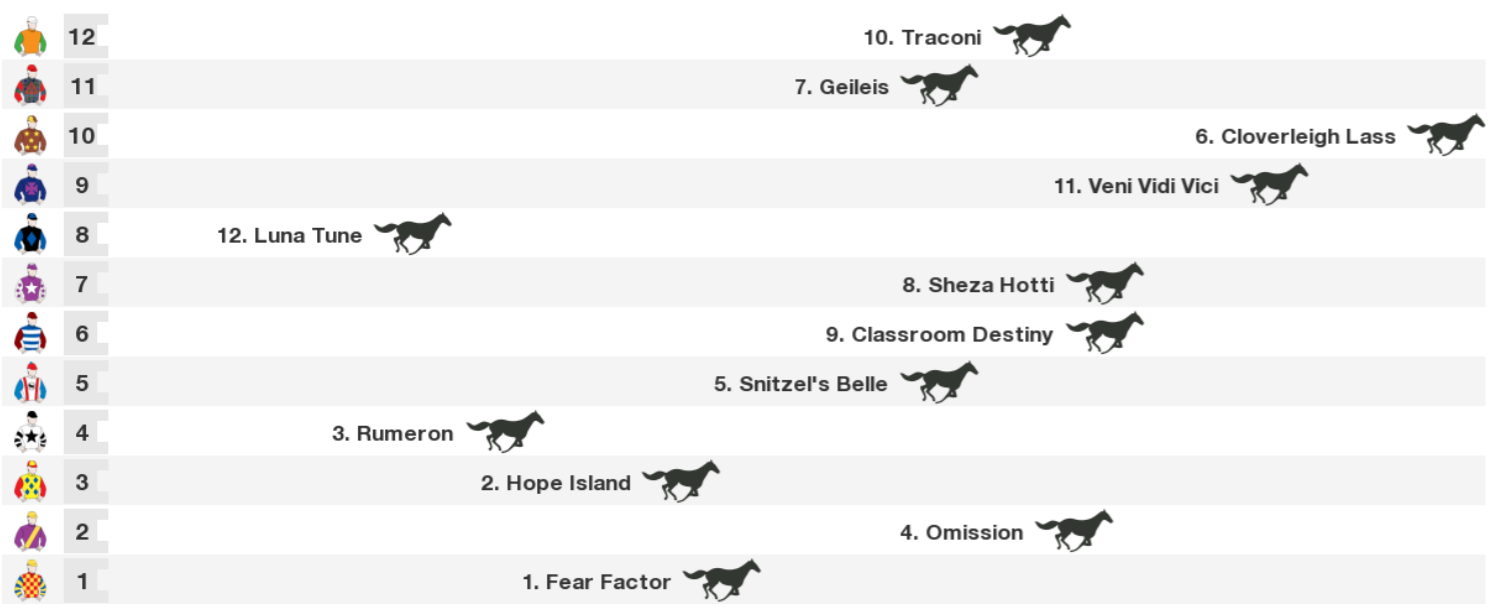 12 10. Traconi
11 7. Geileis
10 6. Cloverleigh Lass
9 11. Veni Vidi Vici
8 12. Luna Tune
7 8. Sheza Hotti
6 9. Classroom Destiny
5 5. Snitzel's Belle
4 3. Rumeron
3 2. Hope Island
2 4. Omission
1 1. Fear Factor